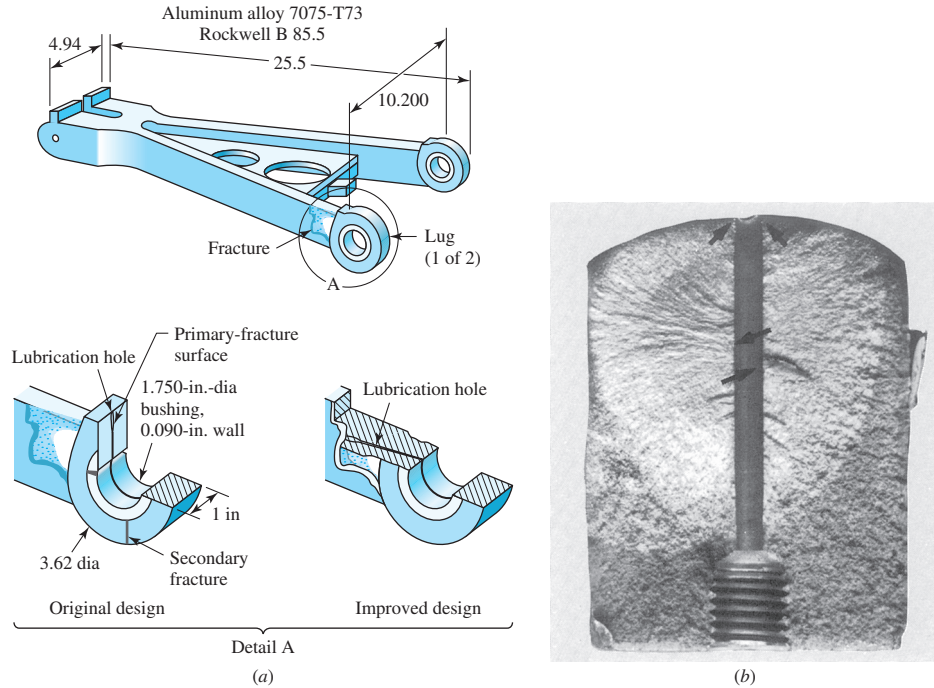 Aluminum alloy 7075-T73
Rockwell B 85.5
4.94
25.5
10.200
Fracture
Lug
(1 of 2)
A
Primary-fracture
surface
Lubrication hole
1.750-in.-dia
bushing,
0.090-in. wall
Lubrication hole
1 in
3.62 dia
Secondary
fracture
Original design
Improved design
Detail A
(a)
(b)